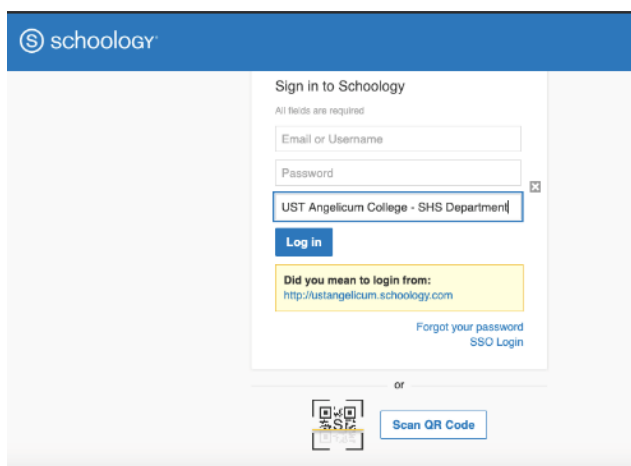 schoology
Sign in to Schoology
All fields are required
Email or Username
Password
UST Angelicum College - SHS Department
Log in
Did you mean to login from:
http://ustangelicum.schoology.com
Forgot your password
SSO Login
or
Scan QR Code